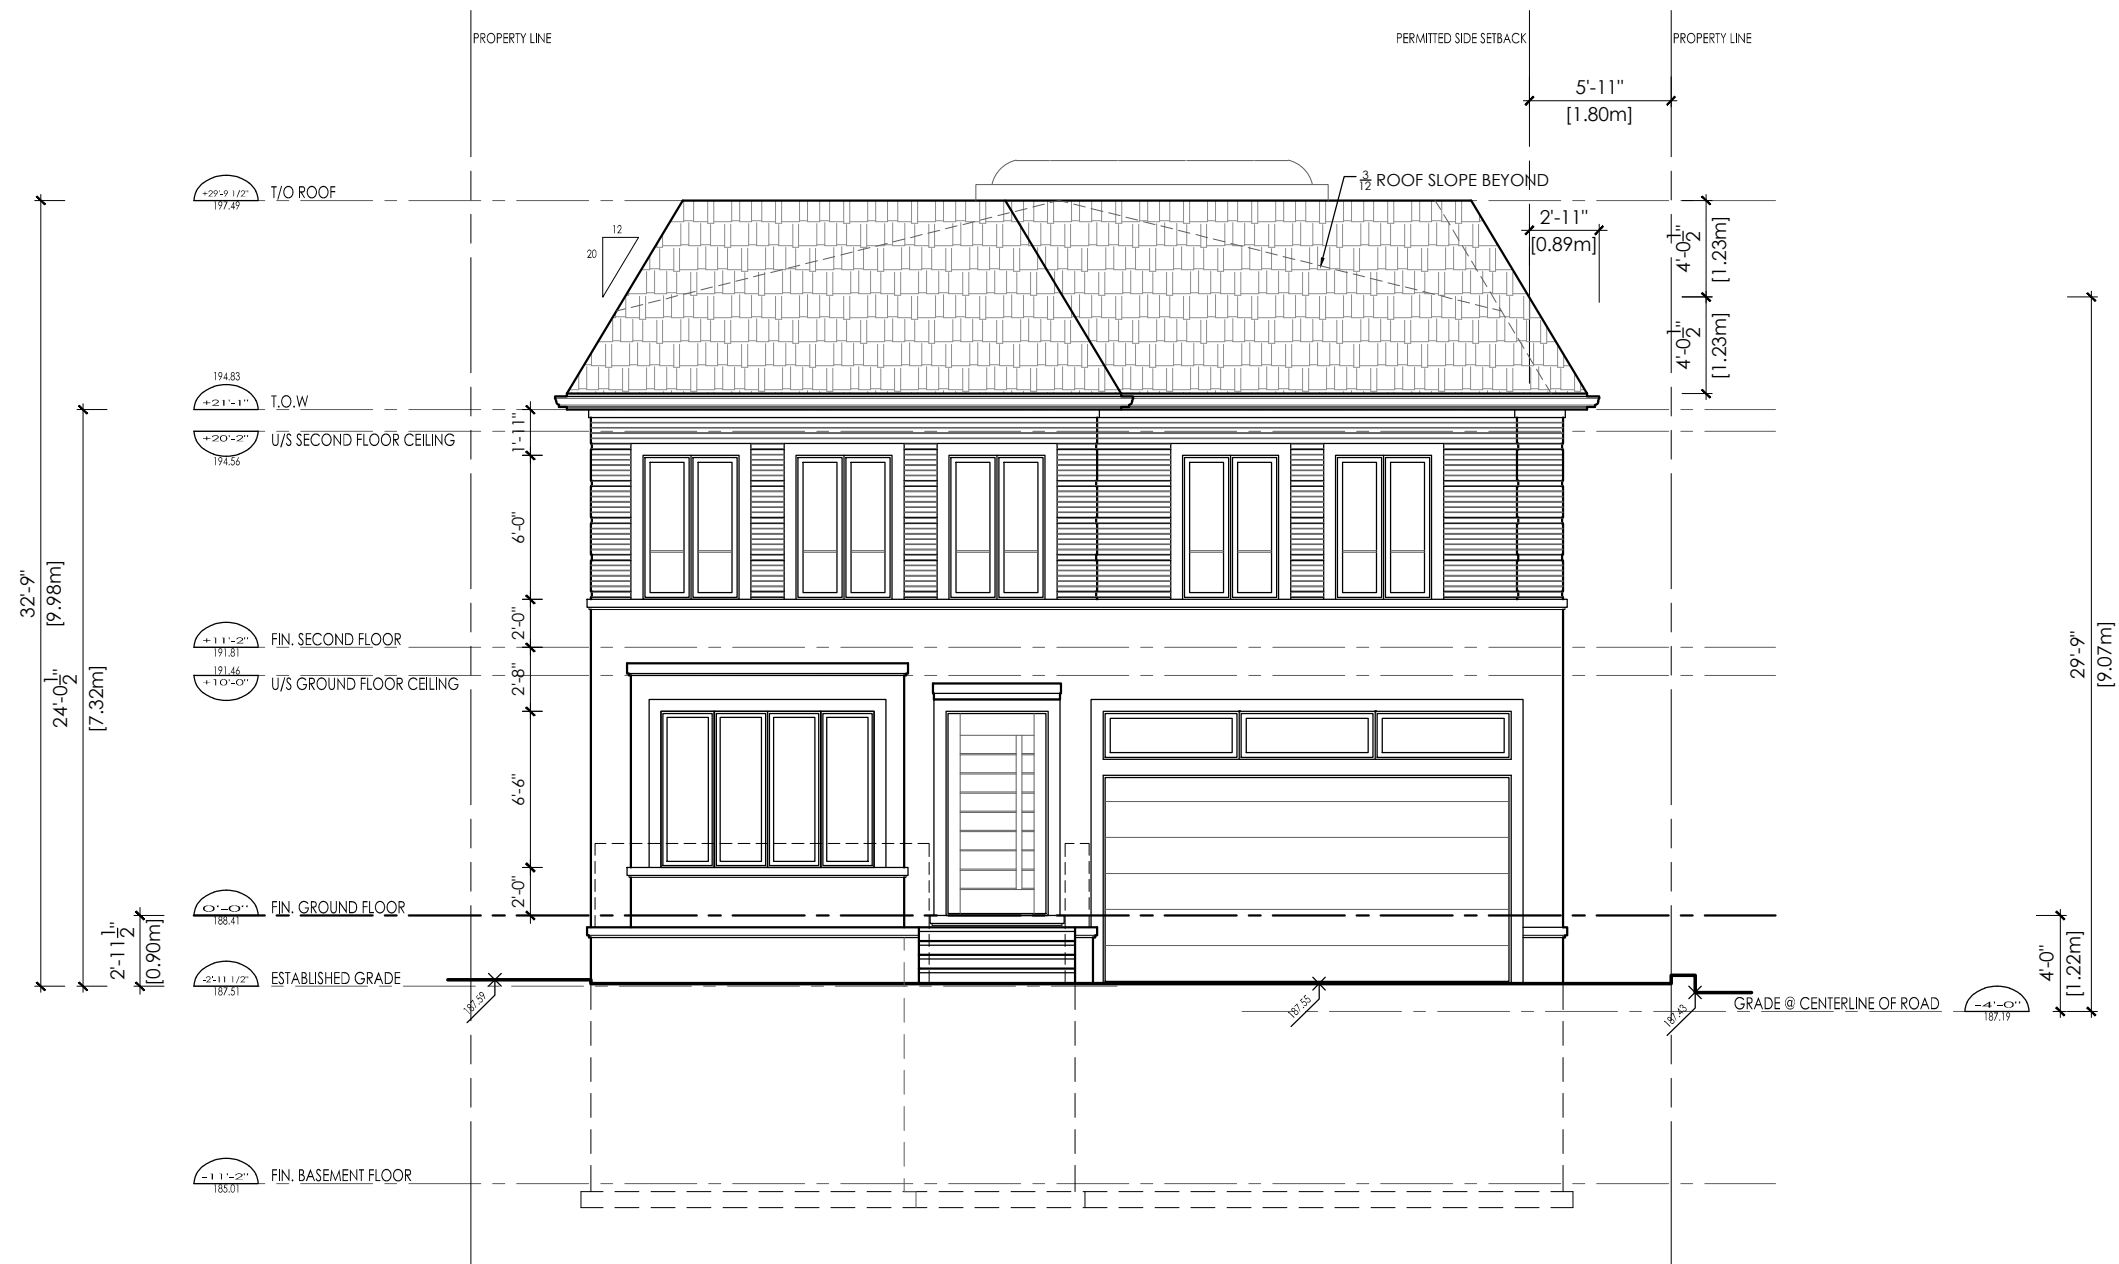 PROPERTY LINE
PERMITTED SIDE SETBACK
PROPERTY LINE
5'-11"
[1.80m]
3/12 ROOF SLOPE BEYOND
+29'-9 1/2"
197.49
T/O ROOF
12
20
2'-11"
[0.89m]
4'-0 1/2"
[1.23m]
4'-0 1/2"
[1.23m]
194.83
+21'-1"
T.O.W
+20'-2"
194.56
U/S SECOND FLOOR CEILING
1'-11"
6'-0"
2'-0"
2'-8"
6'-6"
2'-0"
32'-9"
[9.98m]
24'-0 1/2"
[7.32m]
+11'-2"
191.81
FIN. SECOND FLOOR
191.46
+10'-0"
U/S GROUND FLOOR CEILING
29'-9"
[9.07m]
0'-0"
188.41
FIN. GROUND FLOOR
2'-11 1/2"
[0.90m]
-2'-11 1/2"
187.51
ESTABLISHED GRADE
187.59
187.55
187.43
GRADE @ CENTERLINE OF ROAD
-4'-0"
187.19
4'-0"
[1.22m]
-11'-2"
185.01
FIN. BASEMENT FLOOR